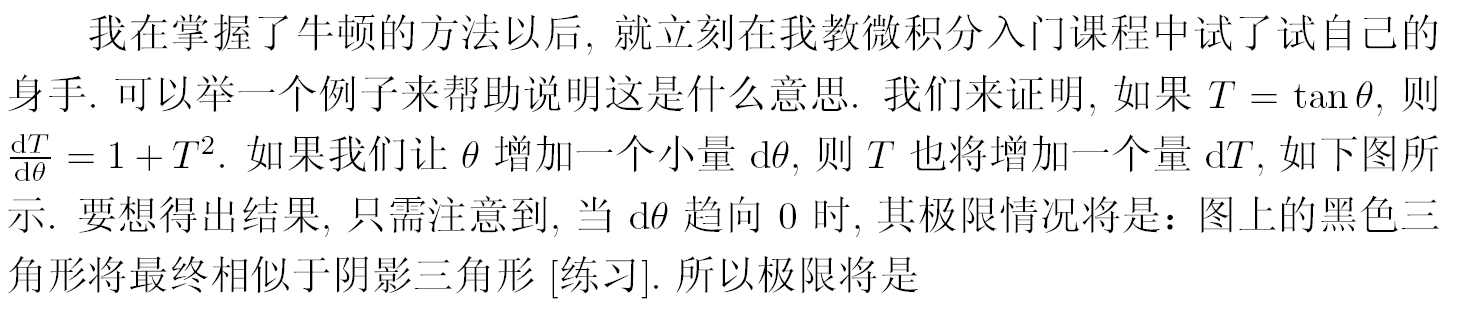 我在掌握了牛顿的方法以后, 就立刻在我教微积分入门课程中试了试自己的
身手. 可以举一个例子来帮助说明这是什么意思. 我们来证明, 如果 T = tan θ, 则
dT/dθ = 1 + T². 如果我们让 θ 增加一个小量 dθ, 则 T 也将增加一个量 dT, 如下图所
示. 要想得出结果, 只需注意到, 当 dθ 趋向 0 时, 其极限情况将是：图上的黑色三
角形将最终相似于阴影三角形 [练习]. 所以极限将是